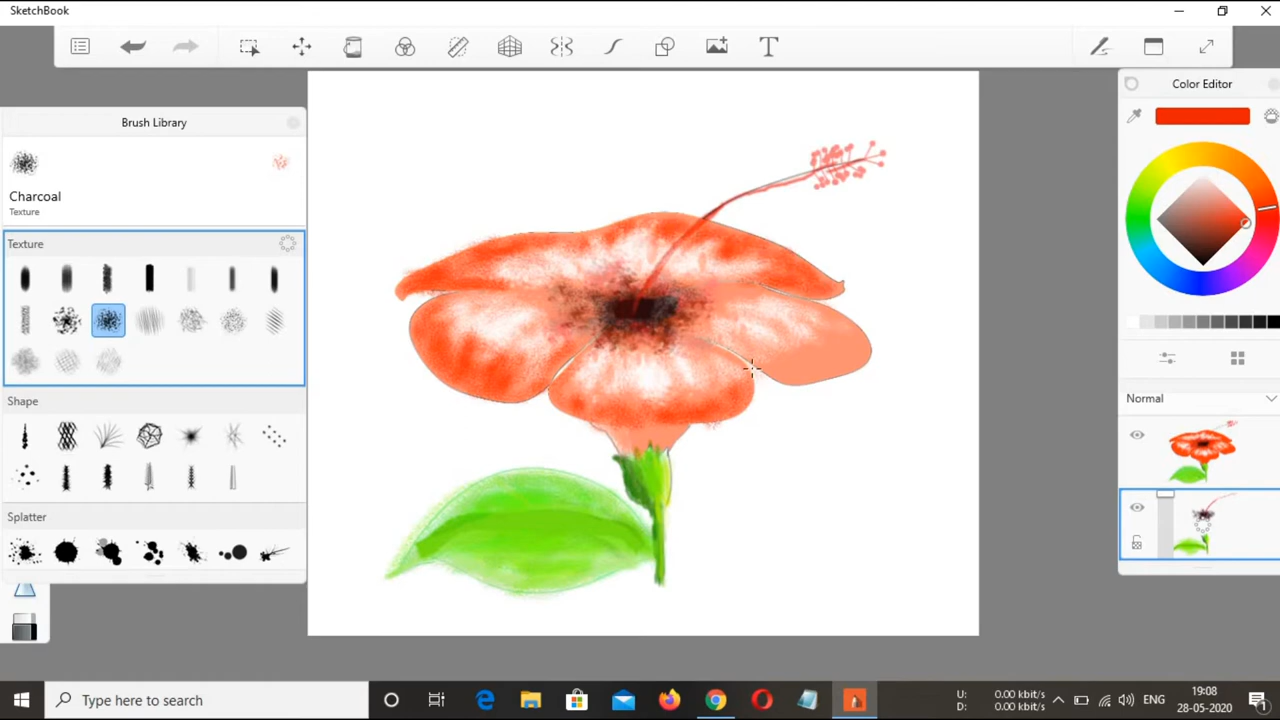 SketchBook
T
Brush Library
Charcoal
Texture
Texture
Shape
Splatter
Color Editor
Normal
Type here to search
U: 0.00 kbit/s
D: 0.00 kbit/s
ENG
19:08
28-05-2020
1